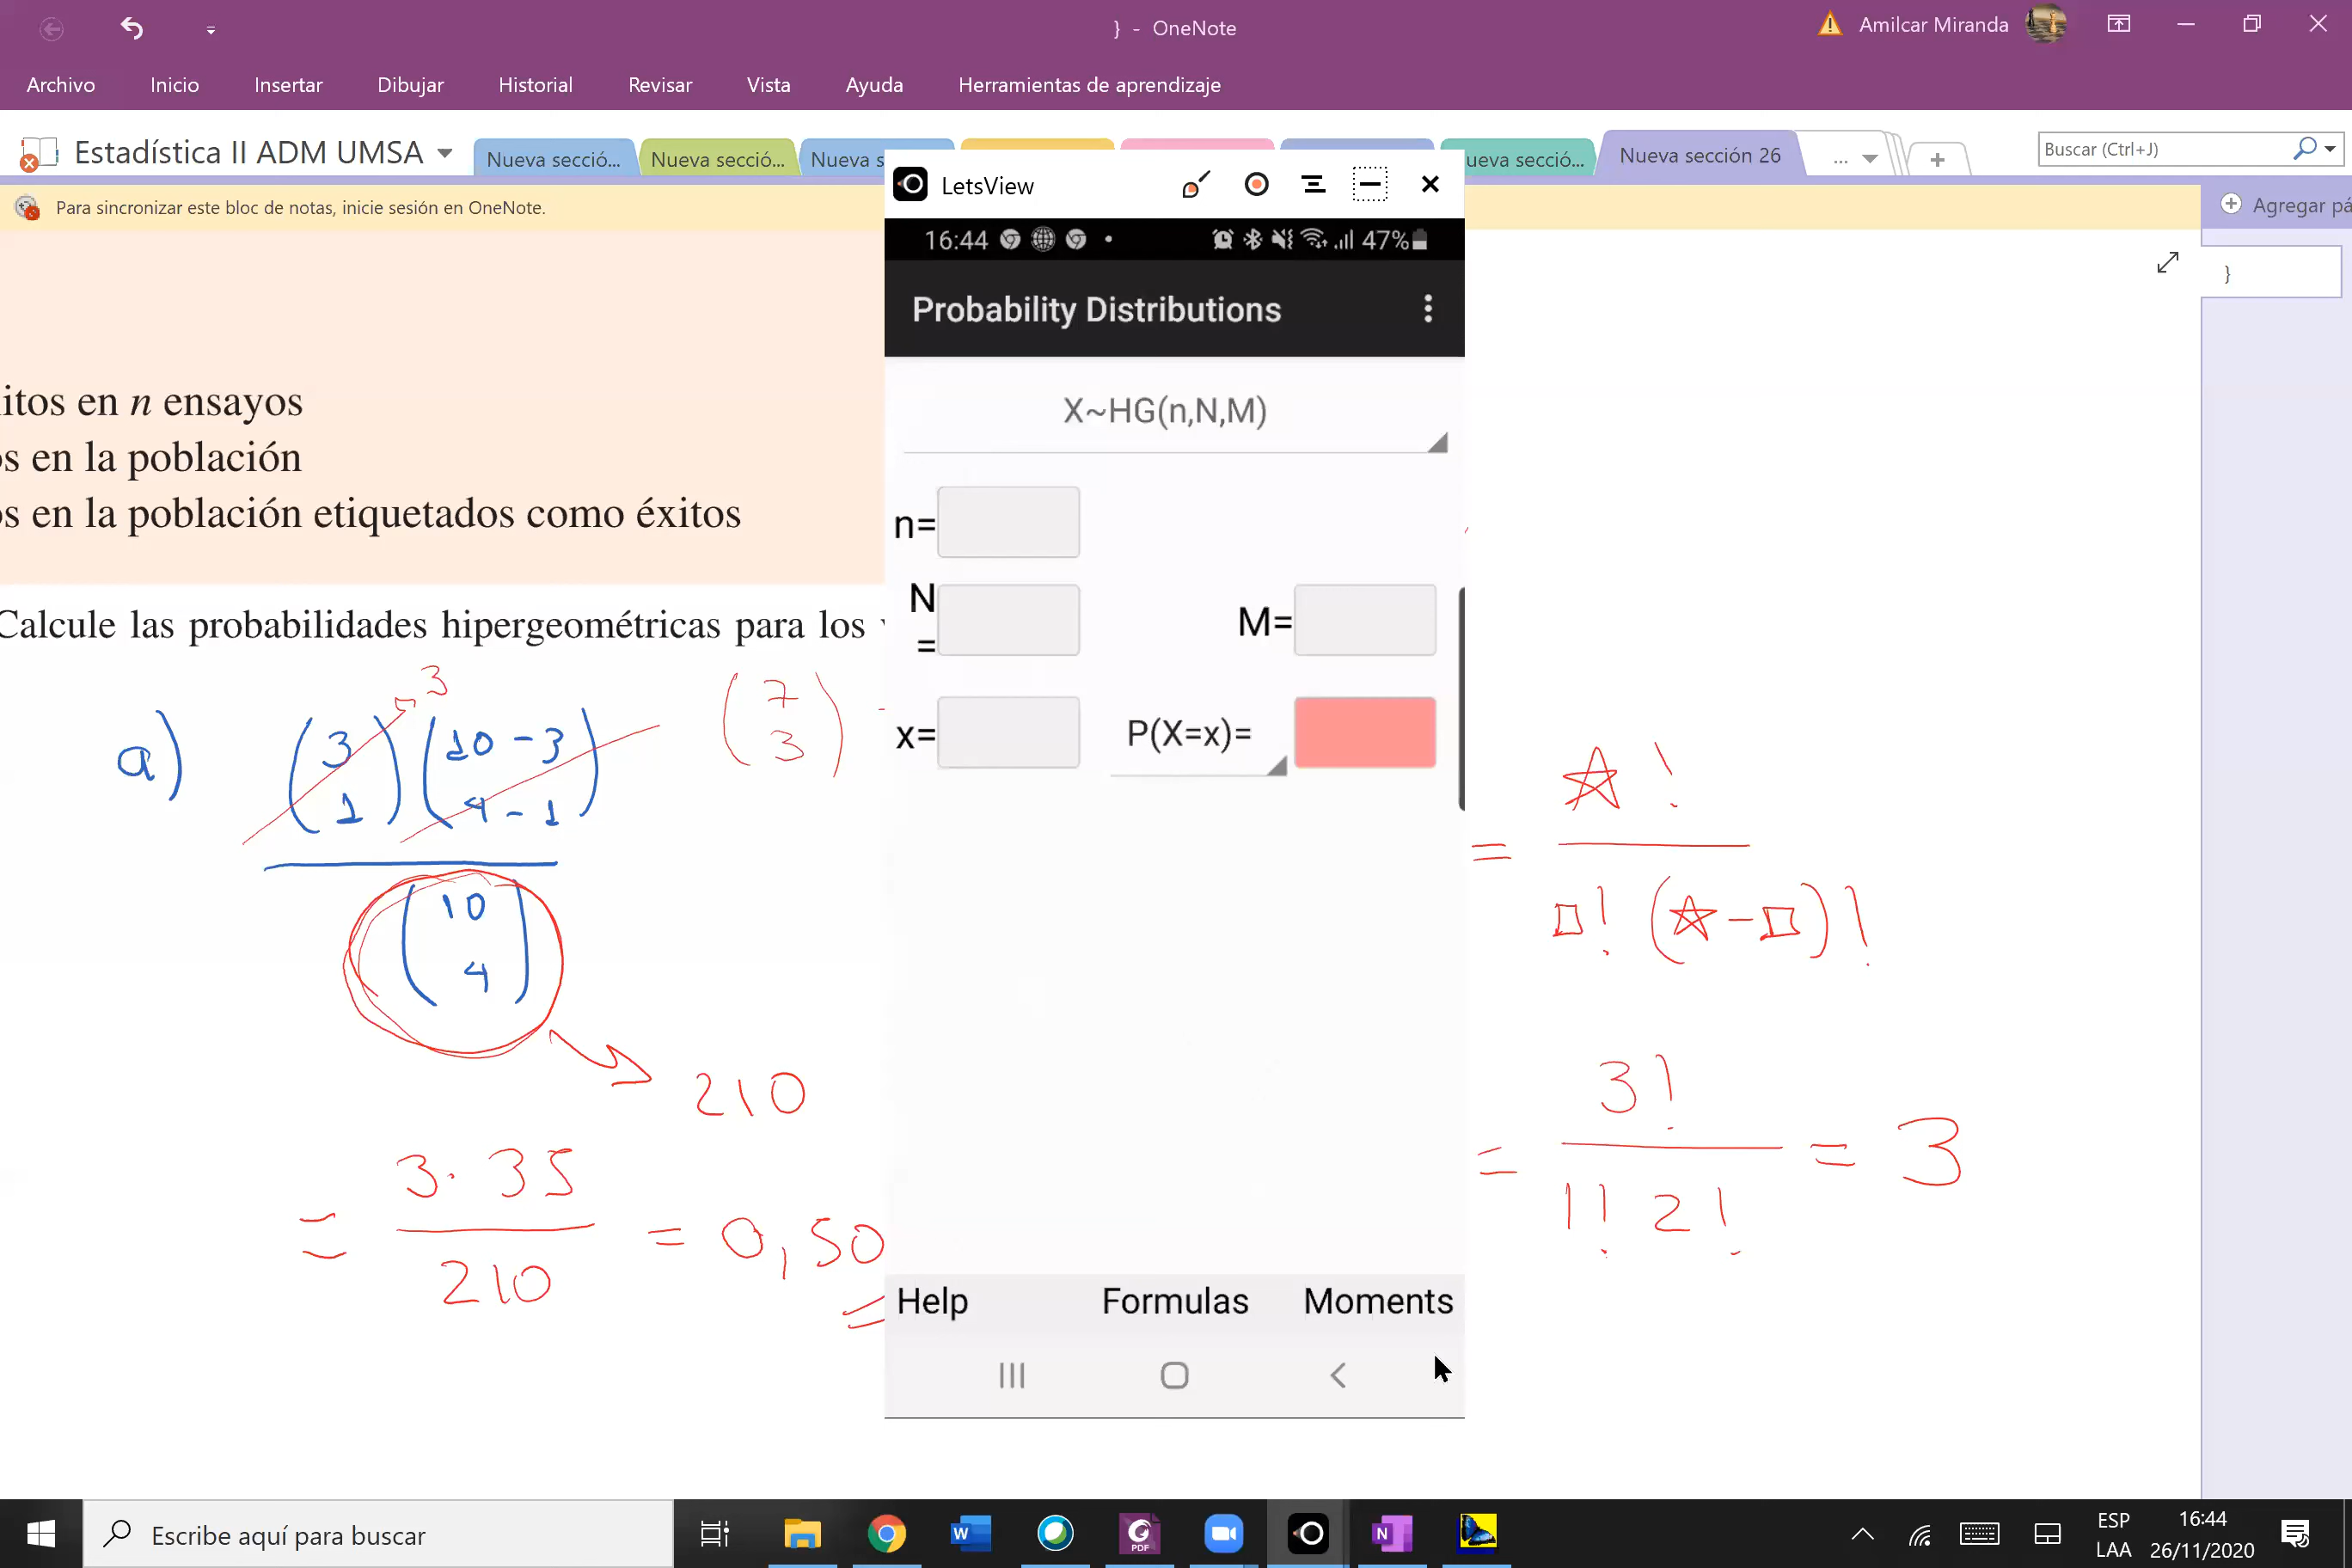 } - OneNote
Amilcar Miranda
Archivo Inicio Insertar Dibujar Historial Revisar Vista Ayuda Herramientas de aprendizaje
Estadística II ADM UMSA
Nueva secció... Nueva secció... Nueva s ueva secció... Nueva sección 26 ... +
Buscar (Ctrl+J)
Para sincronizar este bloc de notas, inicie sesión en OneNote.
Agregar pá
}
itos en n ensayos
os en la población
os en la población etiquetados como éxitos
Calcule las probabilidades hipergeométricas para los v
a) (3 1) (10 - 3 4 - 1)
3
(7 3)
(10 4)
210
= 3. 35 / 210 = 0,50
= ☆! / □! (☆-□)!
= 3! / 1! 2! = 3
LetsView
16:44 47%
Probability Distributions
X~HG(n,N,M)
n=
N
=
M=
x=
P(X=x)=
Help Formulas Moments
Escribe aquí para buscar
ESP
LAA
16:44
26/11/2020